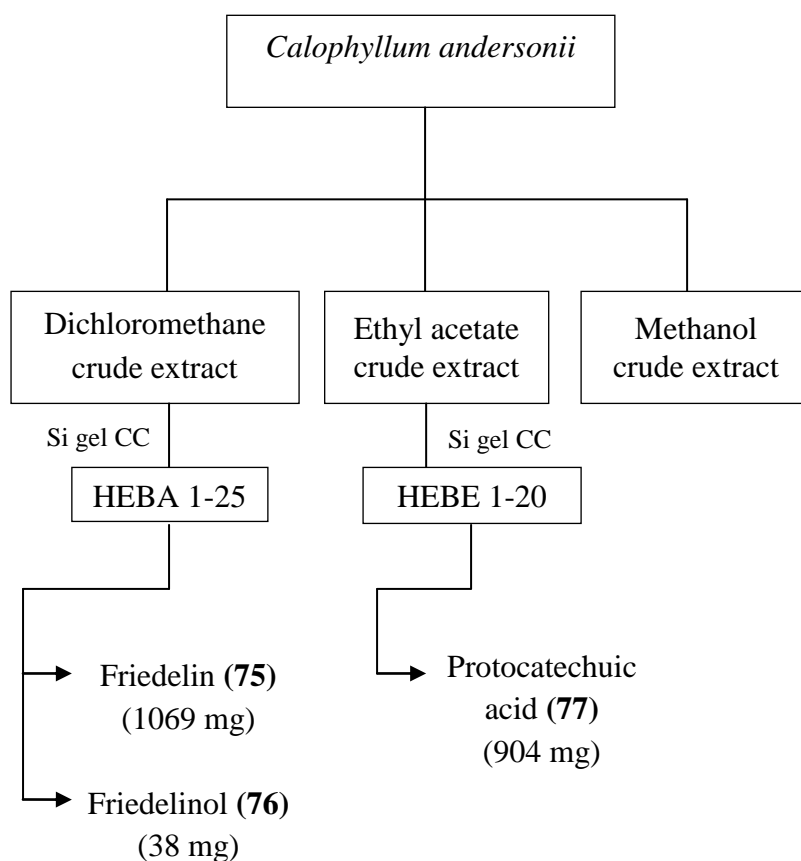 Calophyllum andersonii
Dichloromethane
crude extract
Ethyl acetate
crude extract
Methanol
crude extract
Si gel CC
Si gel CC
HEBA 1-25
HEBE 1-20
Friedelin (75)
(1069 mg)
Friedelinol (76)
(38 mg)
Protocatechuic
acid (77)
(904 mg)